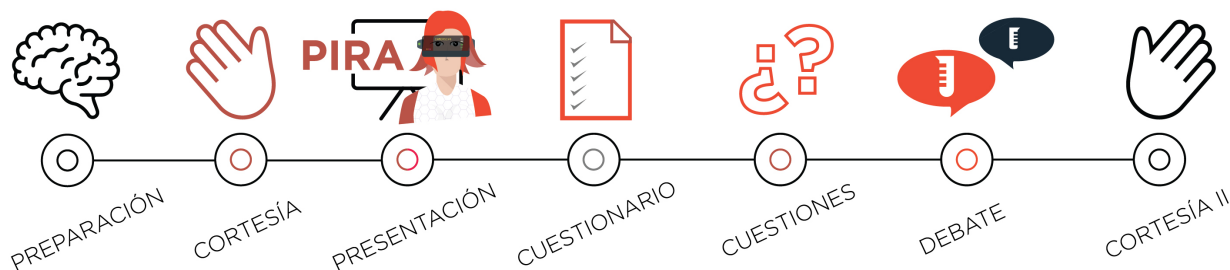 PIRA
¿?
PREPARACIÓN
CORTESÍA
PRESENTACIÓN
CUESTIONARIO
CUESTIONES
DEBATE
CORTESÍA II